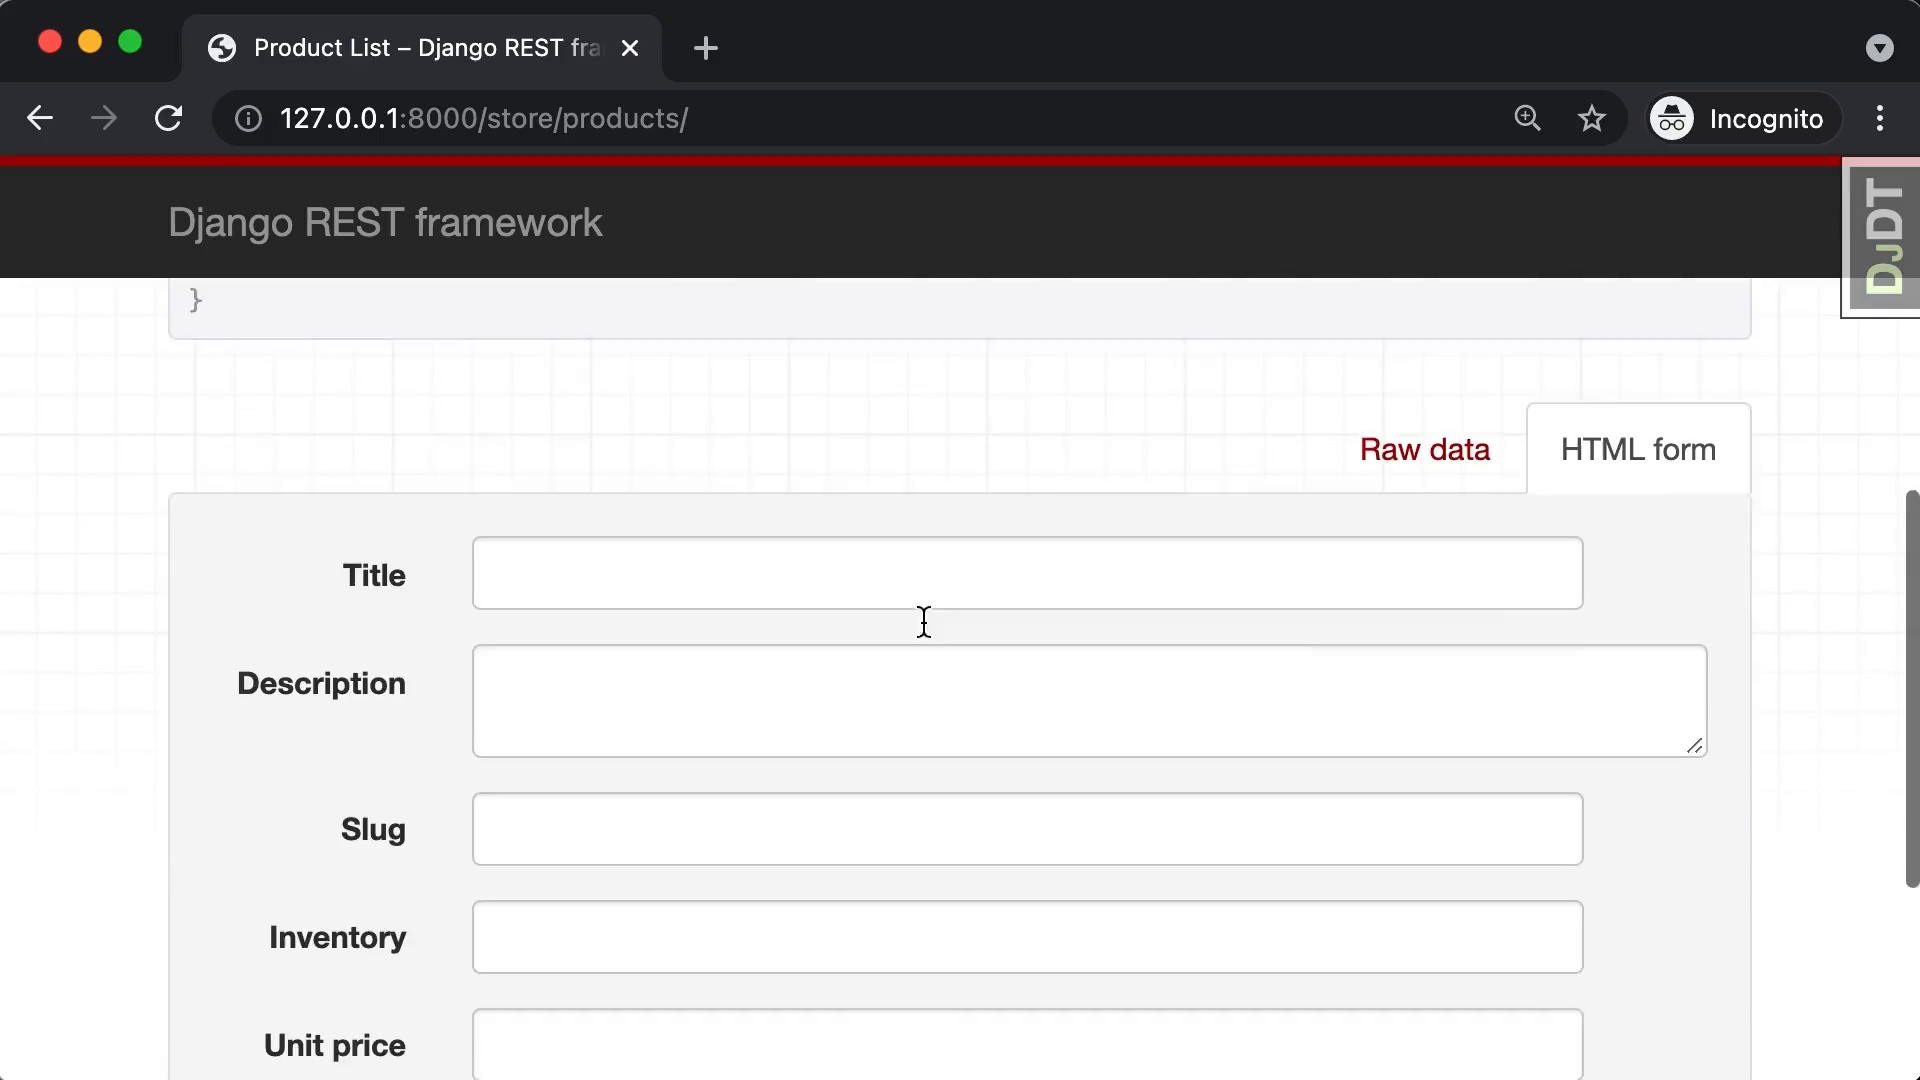 Product List – Django REST fra
127.0.0.1:8000/store/products/
Incognito
Django REST framework
DJDT
}
Raw data
HTML form
Title
Description
Slug
Inventory
Unit price